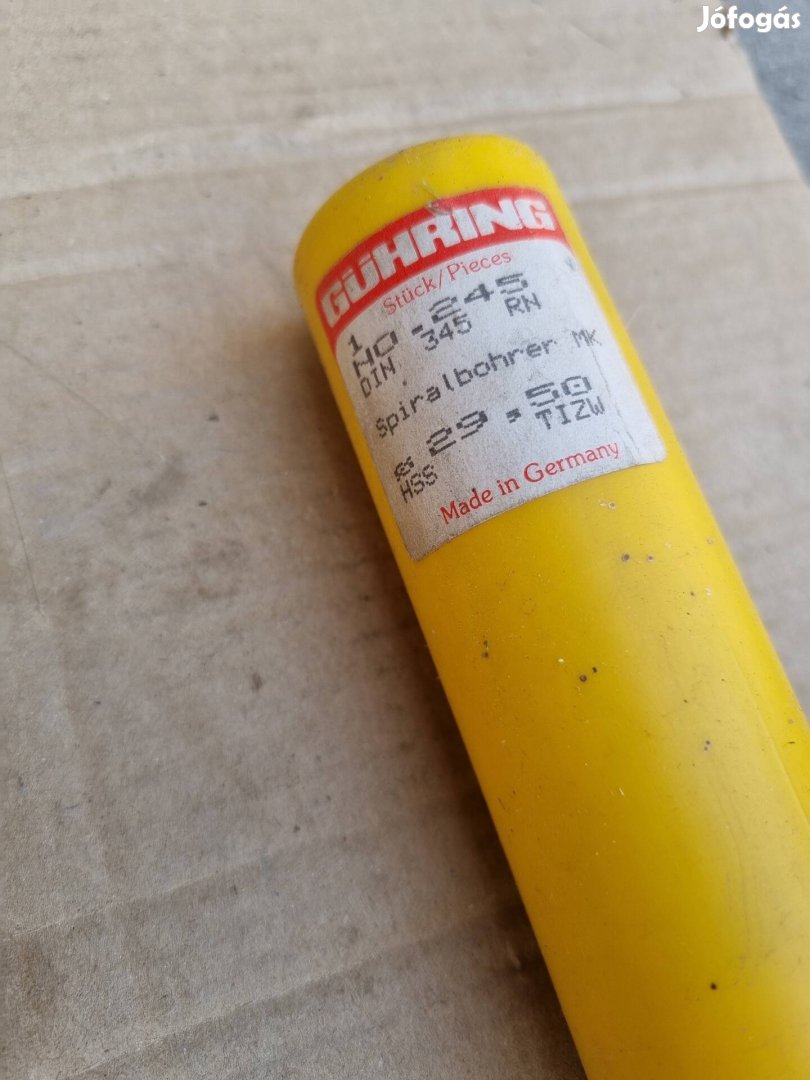 Jófogás
GÜHRING
Stück/Pieces
1
NO.245
DIN 345 RN
Spiralbohrer MK
ø 29,50
HSS TIZW
Made in Germany